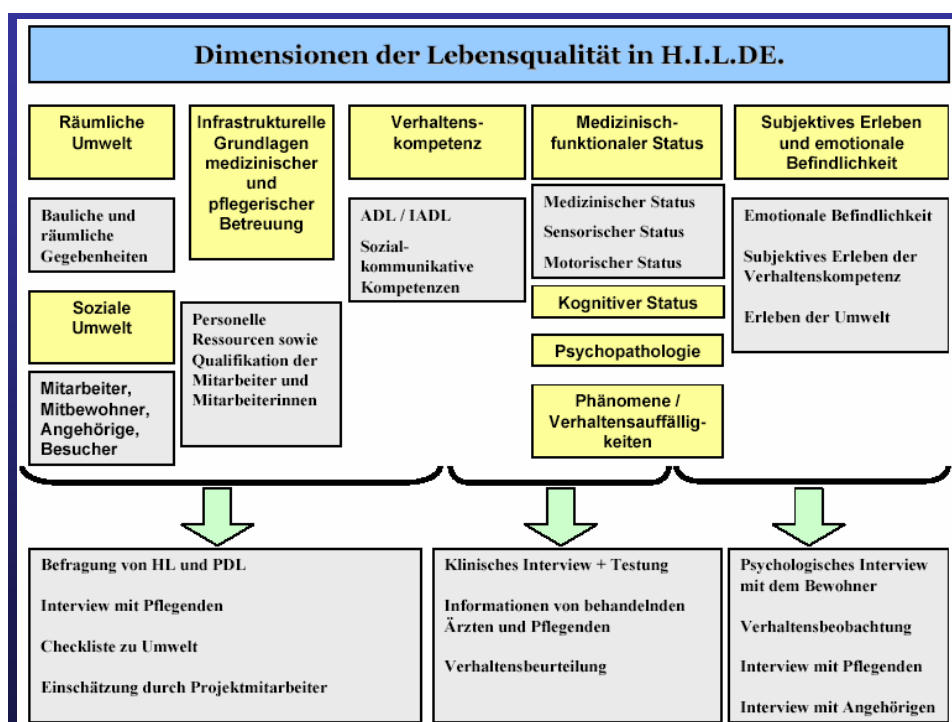 Dimensionen der Lebensqualität in H.I.L.DE.
Räumliche
Umwelt
Bauliche und
räumliche
Gegebenheiten
Soziale
Umwelt
Mitarbeiter,
Mitbewohner,
Angehörige,
Besucher
Infrastrukturelle
Grundlagen
medizinischer
und
pflegerischer
Betreuung
Personelle
Ressourcen sowie
Qualifikation der
Mitarbeiter und
Mitarbeiterinnen
Verhaltens-
kompetenz
ADL / IADL
Sozial-
kommunikative
Kompetenzen
Medizinisch-
funktionaler Status
Medizinischer Status
Sensorischer Status
Motorischer Status
Kognitiver Status
Psychopathologie
Phänomene /
Verhaltensauffällig-
keiten
Subjektives Erleben
und emotionale
Befindlichkeit
Emotionale Befindlichkeit
Subjektives Erleben der
Verhaltenskompetenz
Erleben der Umwelt
Befragung von HL und PDL
Interview mit Pflegenden
Checkliste zu Umwelt
Einschätzung durch Projektmitarbeiter
Klinisches Interview + Testung
Informationen von behandelnden
Ärzten und Pflegenden
Verhaltensbeurteilung
Psychologisches Interview
mit dem Bewohner
Verhaltensbeobachtung
Interview mit Pflegenden
Interview mit Angehörigen